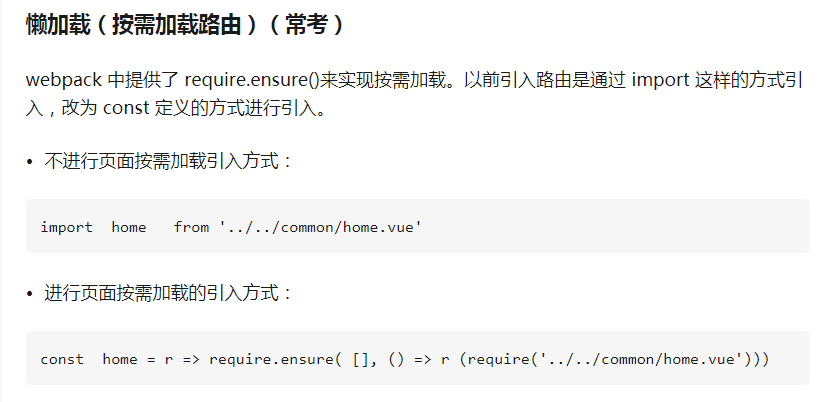 懒加载（按需加载路由）（常考）
webpack 中提供了 require.ensure()来实现按需加载。以前引入路由是通过 import 这样的方式引
入，改为 const 定义的方式进行引入。
• 不进行页面按需加载引入方式：
import  home   from '../../common/home.vue'
• 进行页面按需加载的引入方式：
const  home = r => require.ensure( [], () => r (require('../../common/home.vue')))